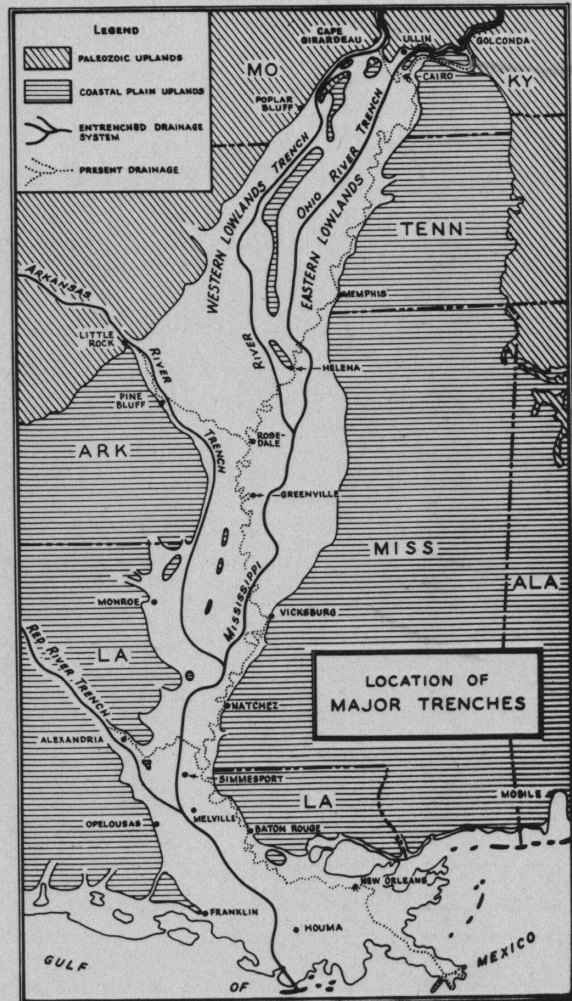 LEGEND
PALEOZOIC UPLANDS
COASTAL PLAIN UPLANDS
ENTRENCHED DRAINAGE
SYSTEM
PRESENT DRAINAGE
CAPE
GIRARDEAU
ULLIN
GOLCONDA
MO
KY
CAIRO
POPLAR
BLUFF
WESTERN LOWLANDS TRENCH
OHIO RIVER TRENCH
EASTERN LOWLANDS
TENN
MEMPHIS
ARKANSAS
RIVER
TRENCH
LITTLE
ROCK
PINE
BLUFF
RIVER
HELENA
ARK
ROSE-
DALE
GREENVILLE
MISS
ALA
MISSISSIPPI
MONROE
VICKSBURG
LA
RED RIVER TRENCH
LOCATION OF
MAJOR TRENCHES
NATCHEZ
ALEXANDRIA
SIMMESPORT
LA
MOBILE
MELVILLE
OPELOUSAS
BATON ROUGE
NEW ORLEANS
FRANKLIN
HOUMA
GULF
OF
MEXICO